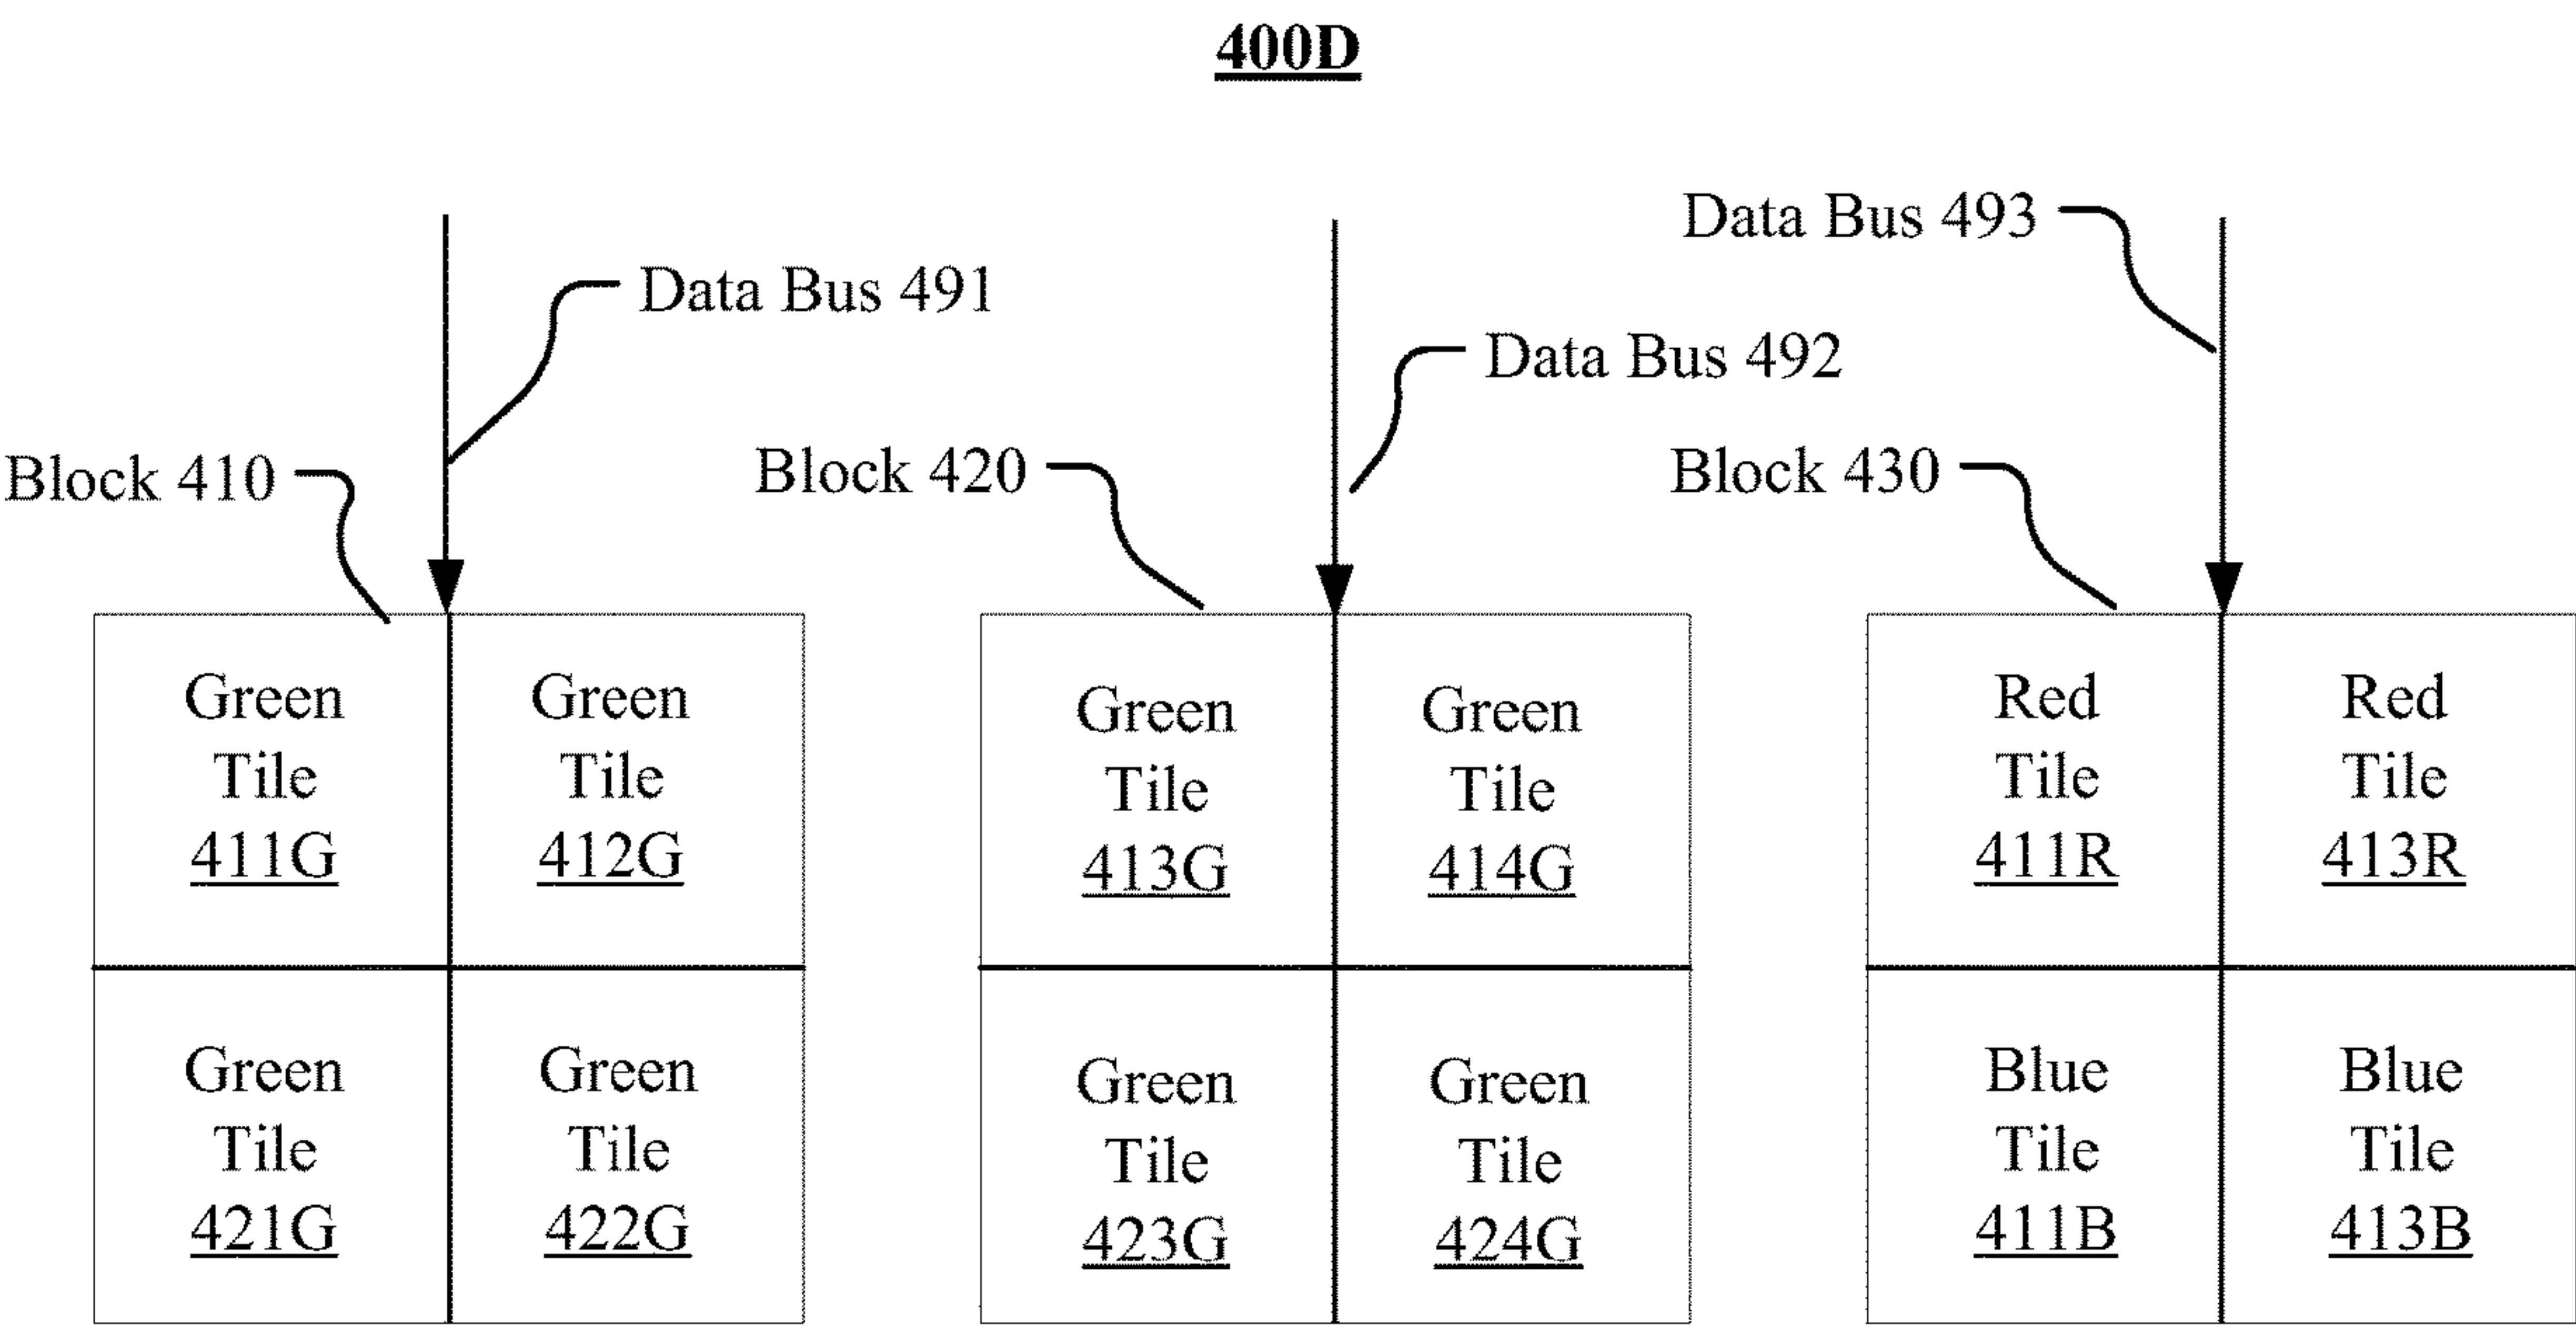 400D
Data Bus 493
Data Bus 491
Data Bus 492
Block 410
Block 420
Block 430
Green
Tile
411G
Green
Tile
412G
Green
Tile
413G
Green
Tile
414G
Red
Tile
411R
Red
Tile
413R
Green
Tile
421G
Green
Tile
422G
Green
Tile
423G
Green
Tile
424G
Blue
Tile
411B
Blue
Tile
413B